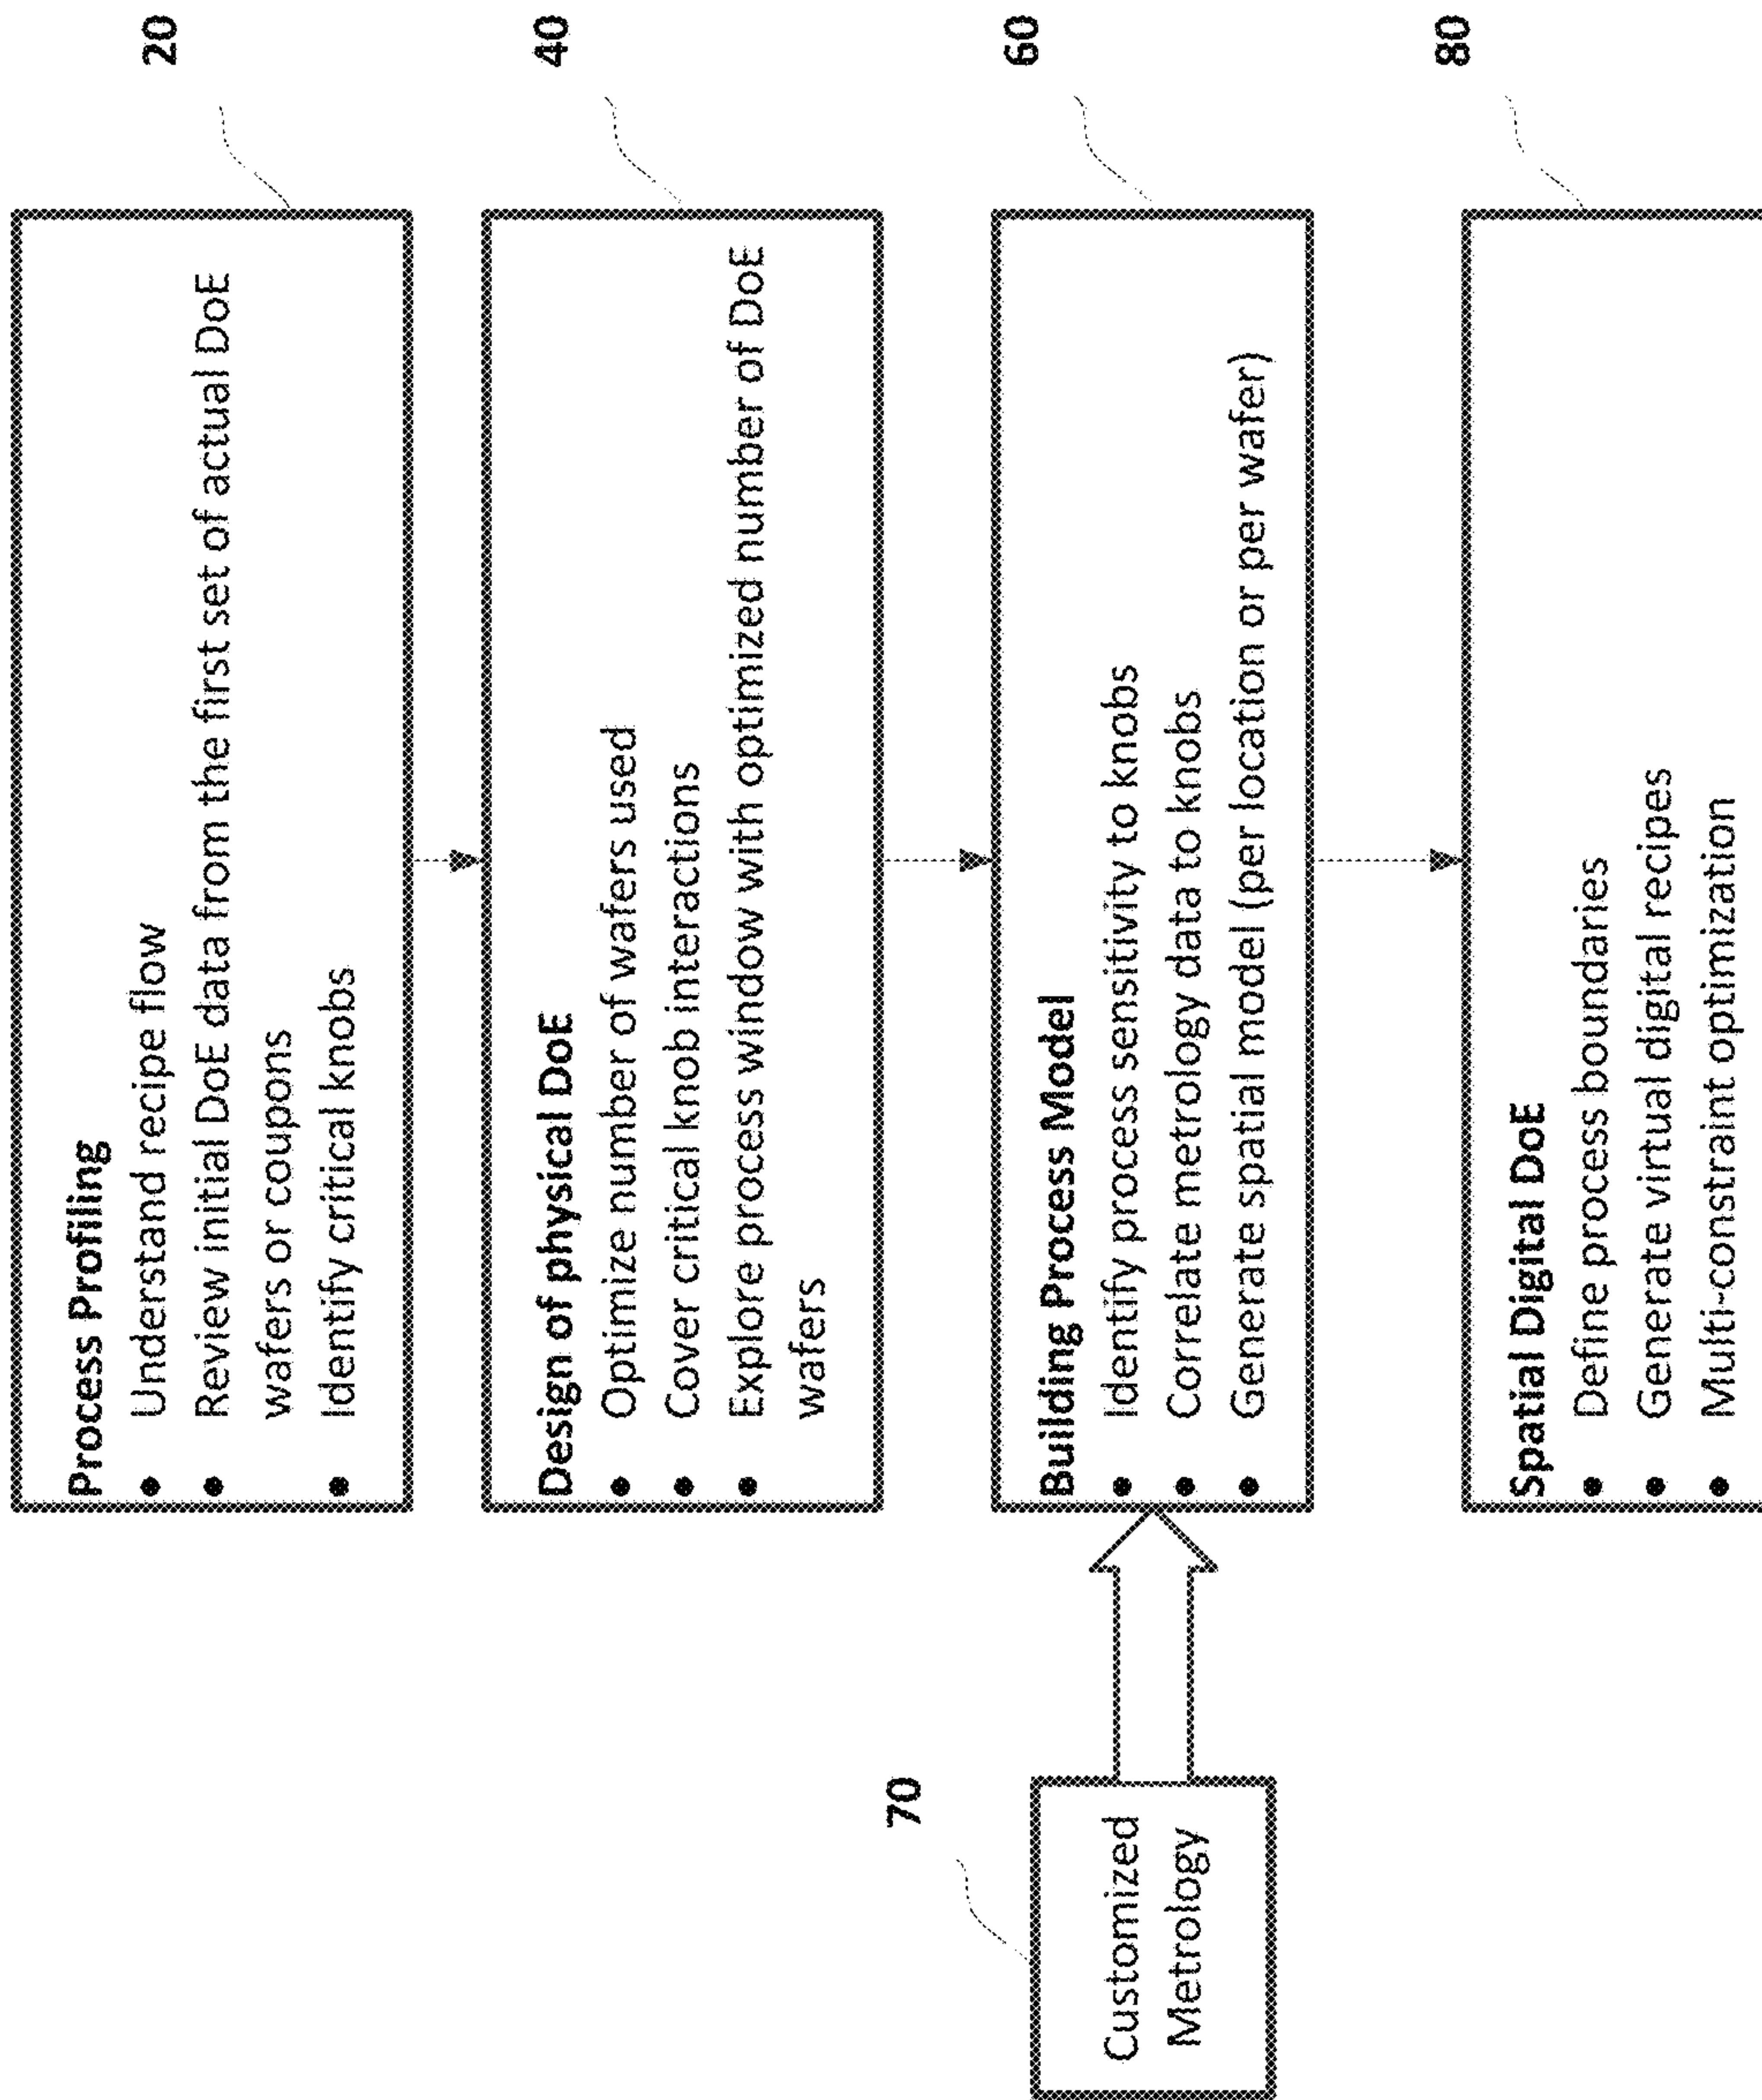 Process Profiling
• Understand recipe flow
• Review initial DoE data from the first set of actual DoE
wafers or coupons
• Identify critical knobs
20
Design of physical DoE
• Optimize number of wafers used
• Cover critical knob interactions
• Explore process window with optimized number of DoE
wafers
40
70
Customized
Metrology
Building Process Model
• Identify process sensitivity to knobs
• Correlate metrology data to knobs
• Generate spatial model (per location or per wafer)
60
Spatial Digital DoE
• Define process boundaries
• Generate virtual digital recipes
• Multi-constraint optimization
80